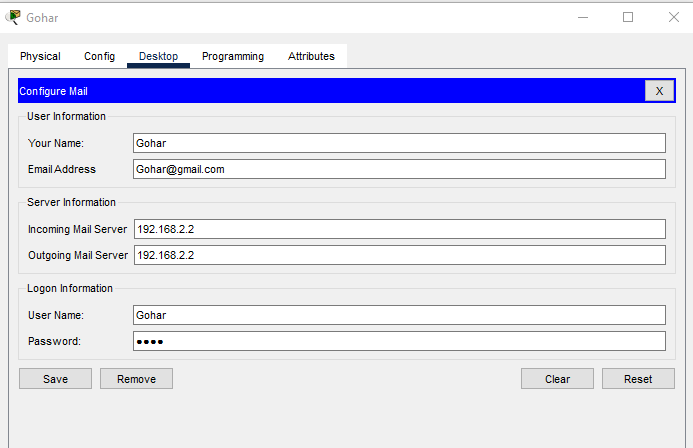 Gohar
Physical Config Desktop Programming Attributes
Configure Mail X
User Information
Your Name: Gohar
Email Address Gohar@gmail.com
Server Information
Incoming Mail Server 192.168.2.2
Outgoing Mail Server 192.168.2.2
Logon Information
User Name: Gohar
Password: ●●●●
Save Remove Clear Reset